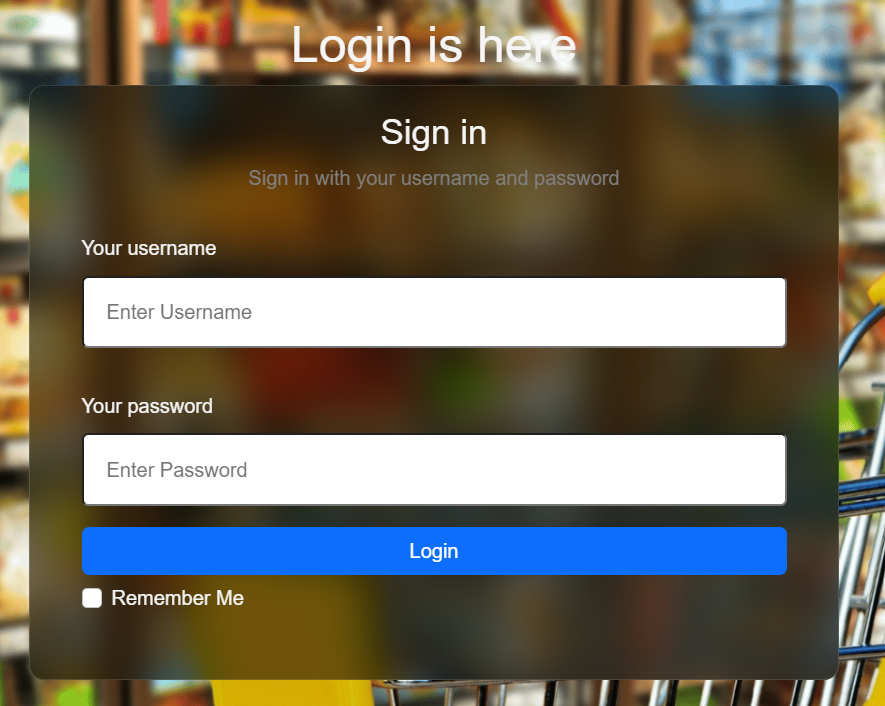 Login is here
Sign in
Sign in with your username and password
Your username
Enter Username
Your password
Enter Password
Login
Remember Me